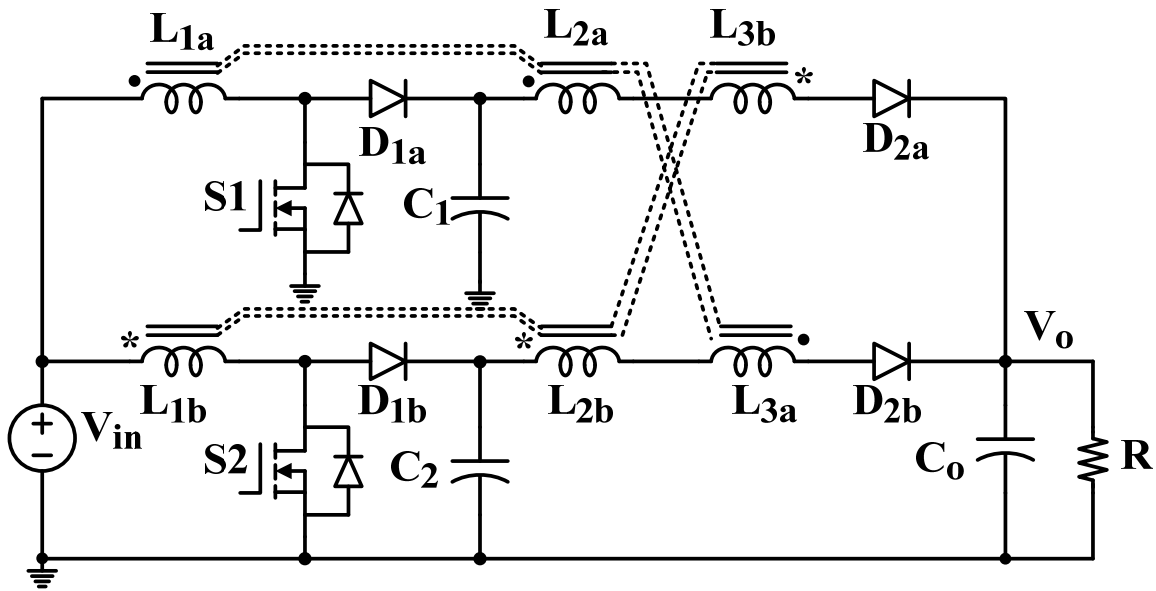 L1a
L2a
L3b
*
D1a
D2a
S1
C1
*
*
Vo
L1b
D1b
L2b
L3a
D2b
Vin
S2
C2
Co
R